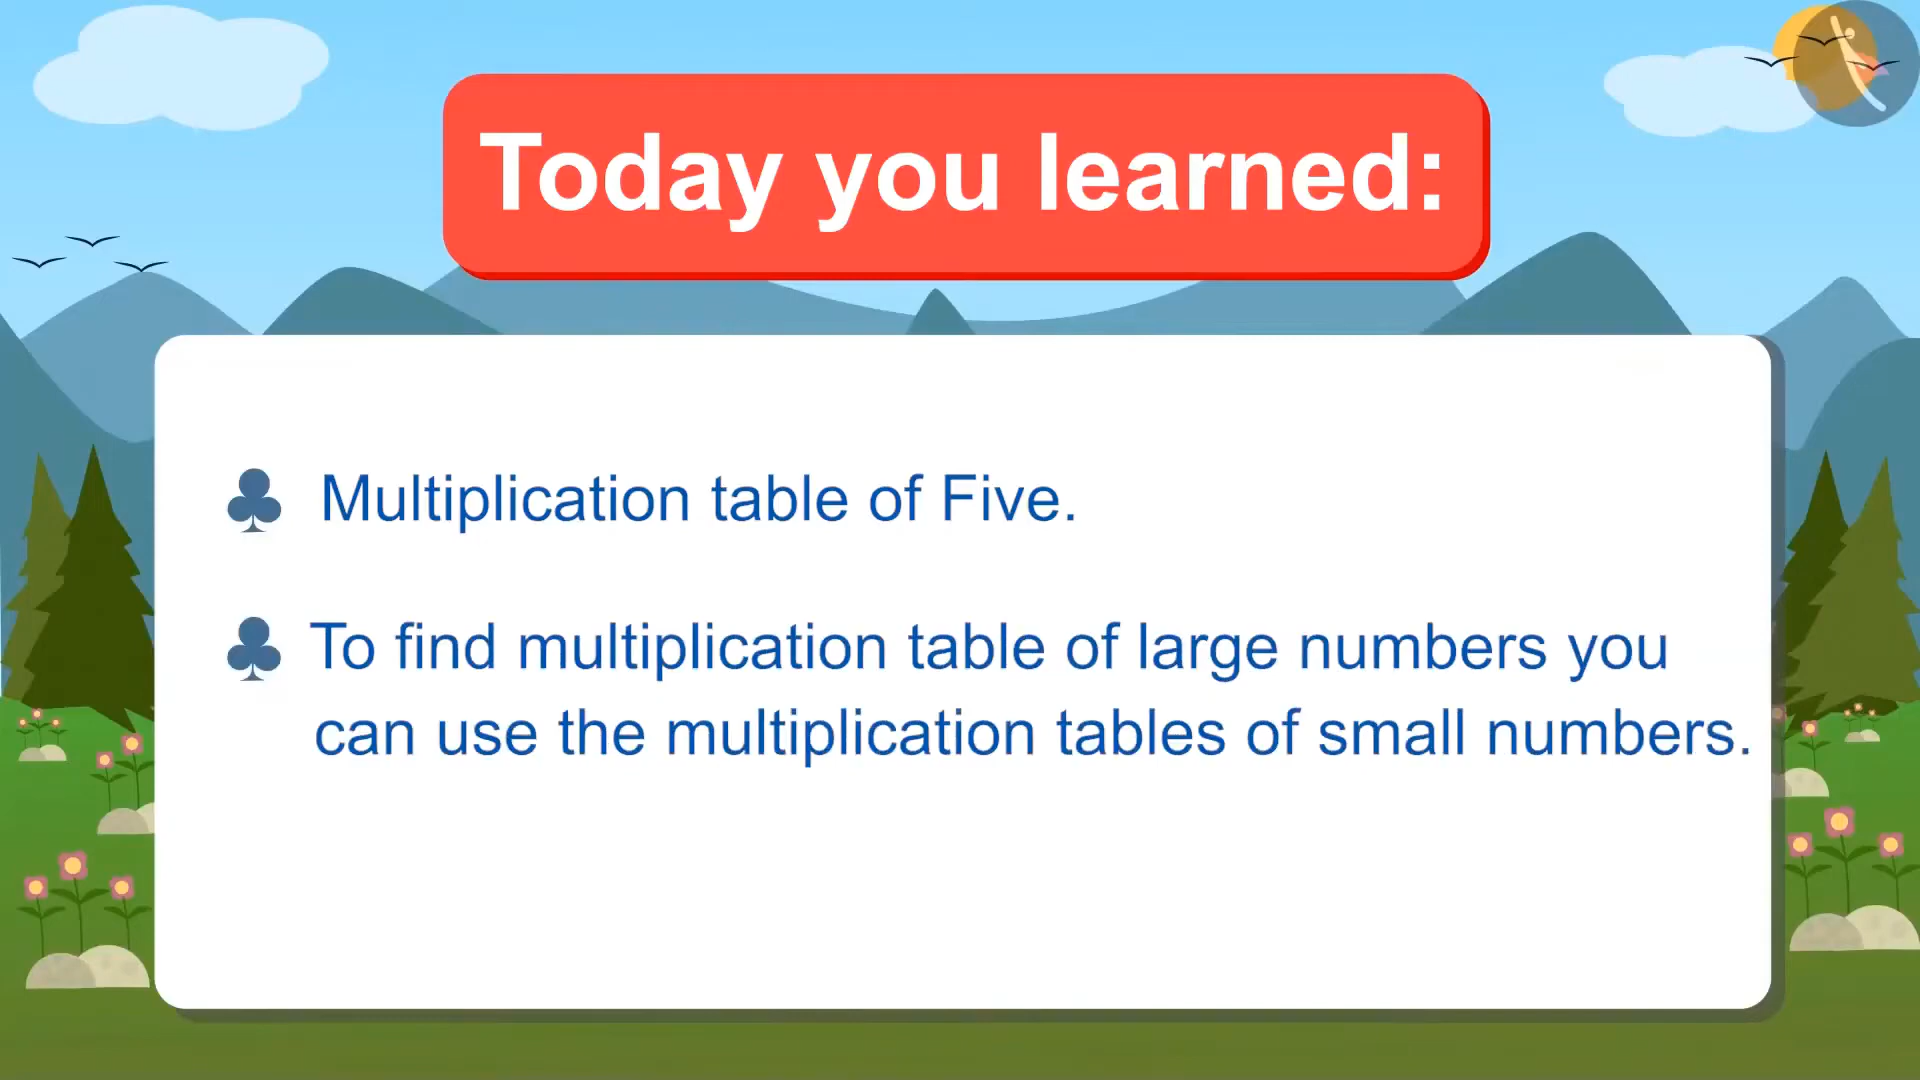 Today you learned:
♣ Multiplication table of Five.
♣ To find multiplication table of large numbers you
can use the multiplication tables of small numbers.